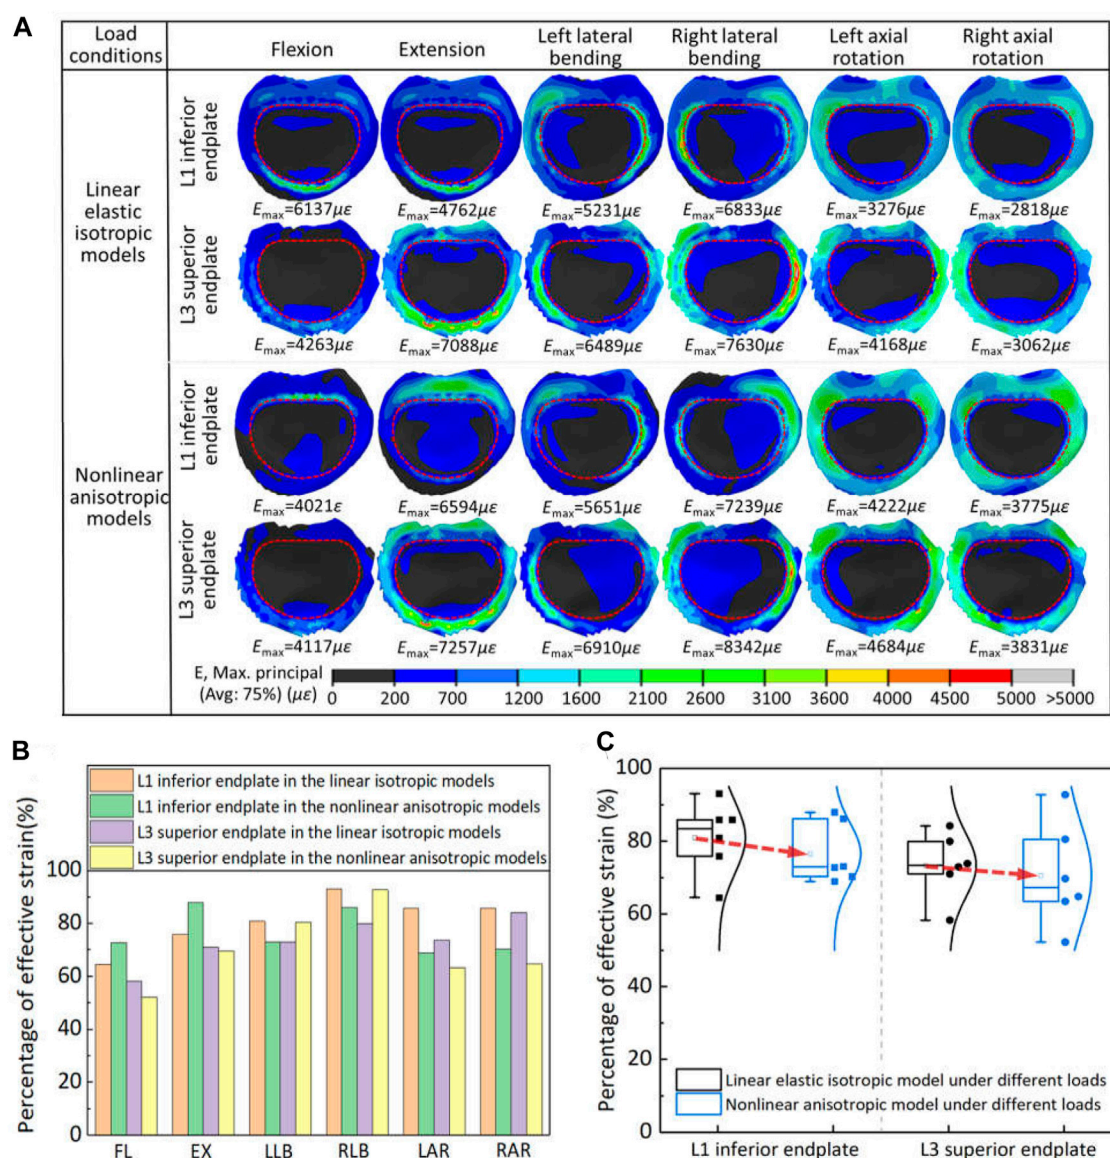 A
Load
conditions
Flexion
Extension
Left lateral
bending
Right lateral
bending
Left axial
rotation
Right axial
rotation
Linear
elastic
isotropic
models
L1 inferior
endplate
Emax=6137με
Emax=4762με
Emax=5231με
Emax=6833με
Emax=3276με
Emax=2818με
L3 superior
endplate
Emax=4263με
Emax=7088με
Emax=6489με
Emax=7630με
Emax=4168με
Emax=3062με
Nonlinear
anisotropic
models
L1 inferior
endplate
Emax=4021ε
Emax=6594με
Emax=5651με
Emax=7239με
Emax=4222με
Emax=3775με
L3 superior
endplate
Emax=4117με
Emax=7257με
Emax=6910με
Emax=8342με
Emax=4684με
Emax=3831με
E, Max. principal
(Avg: 75%) (με)
0 200 700 1200 1600 2100 2600 3100 3600 4000 4500 5000 >5000
B
L1 inferior endplate in the linear isotropic models
L1 inferior endplate in the nonlinear anisotropic models
L3 superior endplate in the linear isotropic models
L3 superior endplate in the nonlinear anisotropic models
Percentage of effective strain(%)
100
80
60
40
20
0
FL EX LLB RLB LAR RAR
C
Percentage of effective strain (%)
100
80
60
40
20
0
Linear elastic isotropic model under different loads
Nonlinear anisotropic model under different loads
L1 inferior endplate
L3 superior endplate